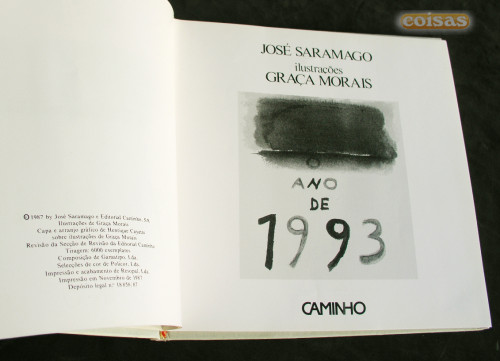 © 1987 by José Saramago e Editorial Caminho, SA
Ilustrações de Graça Morais
Capa e arranjo gráfico de Henrique Cayatte
sobre ilustrações de Graça Morais
Revisão da Secção de Revisão da Editorial Caminho
Tiragem: 6000 exemplares
Composição de Garnatipo, Lda.
Selecções de cor de Policor, Lda.
Impressão e acabamento de Resopal, Lda.
Impresso em Novembro de 1987
Depósito legal n.º
coisas
JOSÉ SARAMAGO
ilustrações
GRAÇA MORAIS
O
ANO
DE
1993
CAMINHO